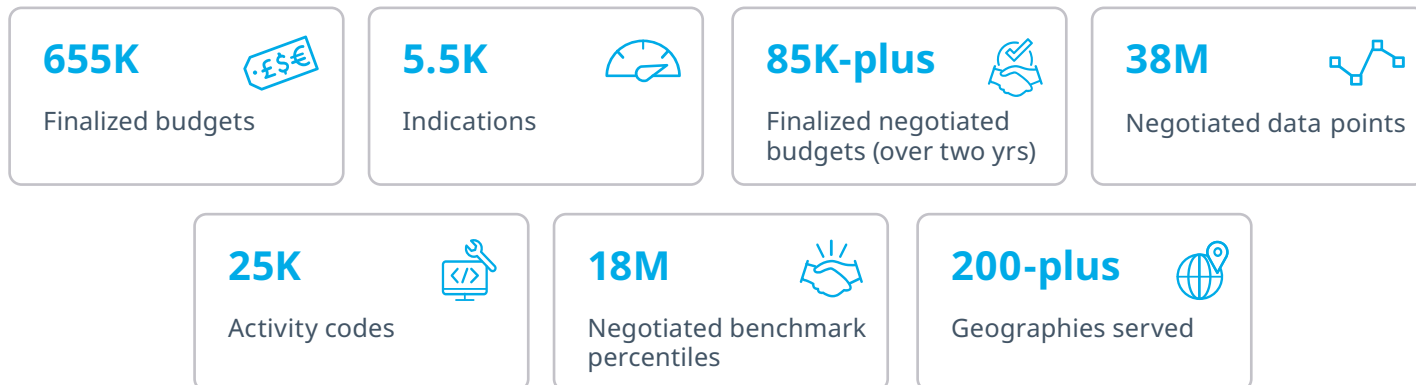 655K
£$€
Finalized budgets
5.5K
Indications
85K-plus
Finalized negotiated
budgets (over two yrs)
38M
Negotiated data points
25K
</>
Activity codes
18M
Negotiated benchmark
percentiles
200-plus
Geographies served